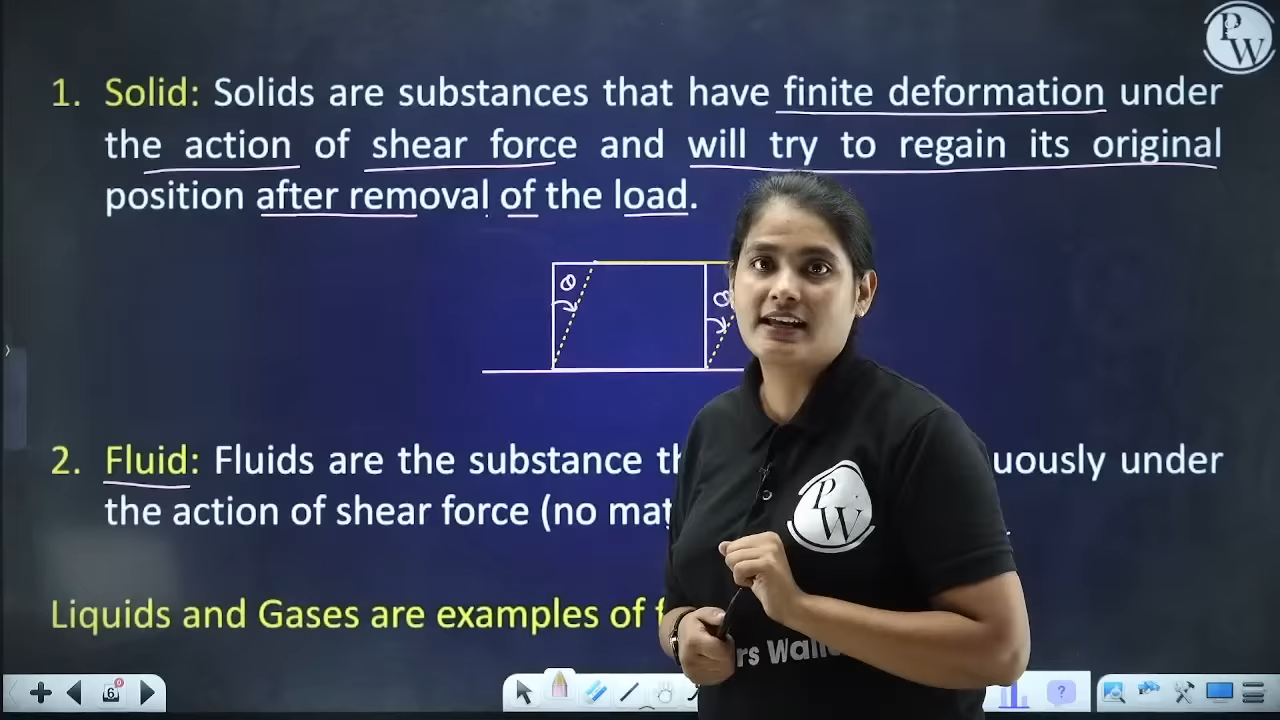 P
W
1. Solid: Solids are substances that have finite deformation under
the action of shear force and will try to regain its original
position after removal of the load.
θ θ
2. Fluid: Fluids are the substance uously under
the action of shear force (no
Liquids and Gases are examples of
P
W
rs
6